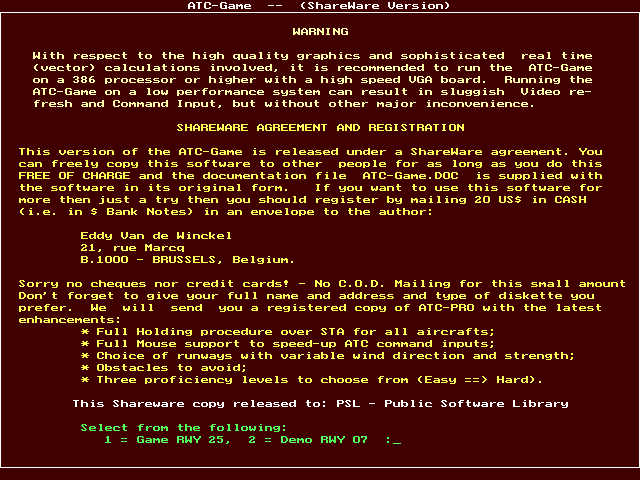 ATC-Game  --  (ShareWare Version)
WARNING
With respect to the high quality graphics and sophisticated  real time
(vector) calculations involved, it is recommended to run the  ATC-Game
on a 386 processor or higher with a high speed VGA board.  Running the
ATC-Game on a low performance system can result in sluggish  Video re-
fresh and Command Input, but without other major inconvenience.
SHAREWARE AGREEMENT AND REGISTRATION
This version of the ATC-Game is released under a ShareWare agreement. You
can freely copy this software to other  people for as long as you do this
FREE OF CHARGE and the documentation file  ATC-Game.DOC  is supplied with
the software in its original form.   If you want to use this software for
more then just a try then you should register by mailing 20 US$ in CASH
(i.e. in $ Bank Notes) in an envelope to the author:
Eddy Van de Winckel
21, rue Marcq
B.1000 - BRUSSELS, Belgium.
Sorry no cheques nor credit cards! - No C.O.D. Mailing for this small amount
Don't forget to give your full name and address and type of diskette you
prefer.  We  will  send  you a registered copy of ATC-PRO with the latest
enhancements:
* Full Holding procedure over STA for all aircrafts;
* Full Mouse support to speed-up ATC command inputs;
* Choice of runways with variable wind direction and strength;
* Obstacles to avoid;
* Three proficiency levels to choose from (Easy ==> Hard).
This Shareware copy released to: PSL - Public Software Library
Select from the following:
1 = Game RWY 25,  2 = Demo RWY 07  :_